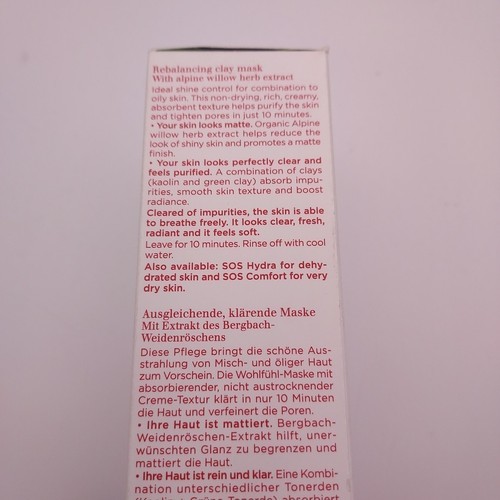 Rebalancing clay mask
With alpine willow herb extract
Ideal shine control for combination to
oily skin. This non-drying, rich, creamy,
absorbent texture helps purify the skin
and tighten pores in just 10 minutes.
• Your skin looks matte. Organic Alpine
willow herb extract helps reduce the
look of shiny skin and promotes a matte
finish.
• Your skin looks perfectly clear and
feels purified. A combination of clays
(kaolin and green clay) absorb impu-
rities, smooth skin texture and boost
radiance.
Cleared of impurities, the skin is able
to breathe freely. It looks clear, fresh,
radiant and it feels soft.
Leave for 10 minutes. Rinse off with cool
water.
Also available: SOS Hydra for dehy-
drated skin and SOS Comfort for very
dry skin.
Ausgleichende, klärende Maske
Mit Extrakt des Bergbach-
Weidenröschens
Diese Pflege bringt die schöne Aus-
strahlung von Misch- und öliger Haut
zum Vorschein. Die Wohlfühl-Maske mit
absorbierender, nicht austrocknender
Creme-Textur klärt in nur 10 Minuten
die Haut und verfeinert die Poren.
• Ihre Haut ist mattiert. Bergbach-
Weidenröschen-Extrakt hilft, uner-
wünschten Glanz zu begrenzen und
mattiert die Haut.
• Ihre Haut ist rein und klar. Eine Kombi-
nation unterschiedlicher Tonerden